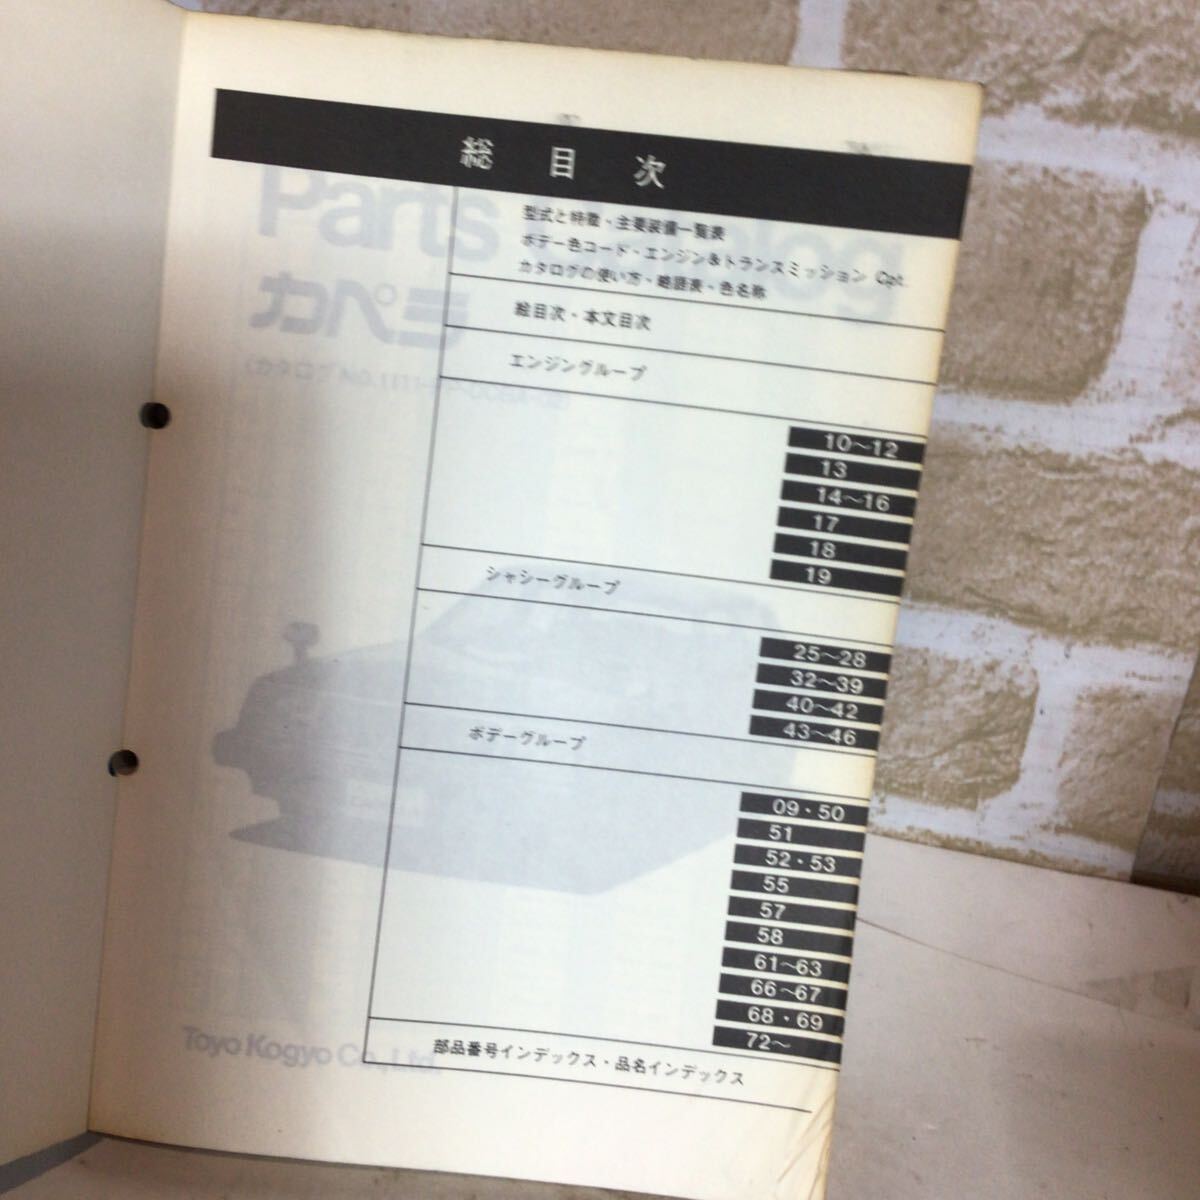 総目次
型式と特徴・主要装備一覧表
ボデー色コード・エンジン&トランスミッション Opt.
カタログの使い方・略語表・色名称
絵目次・本文目次
エンジングループ
10〜12
13
14〜16
17
18
19
シャシーグループ
25〜28
32〜39
40〜42
43〜46
ボデーグループ
09・50
51
52・53
55
57
58
61〜63
66〜67
68・69
72〜
部品番号インデックス・品名インデックス
Parts
カペラ
Toyo Kogyo Co., Ltd.